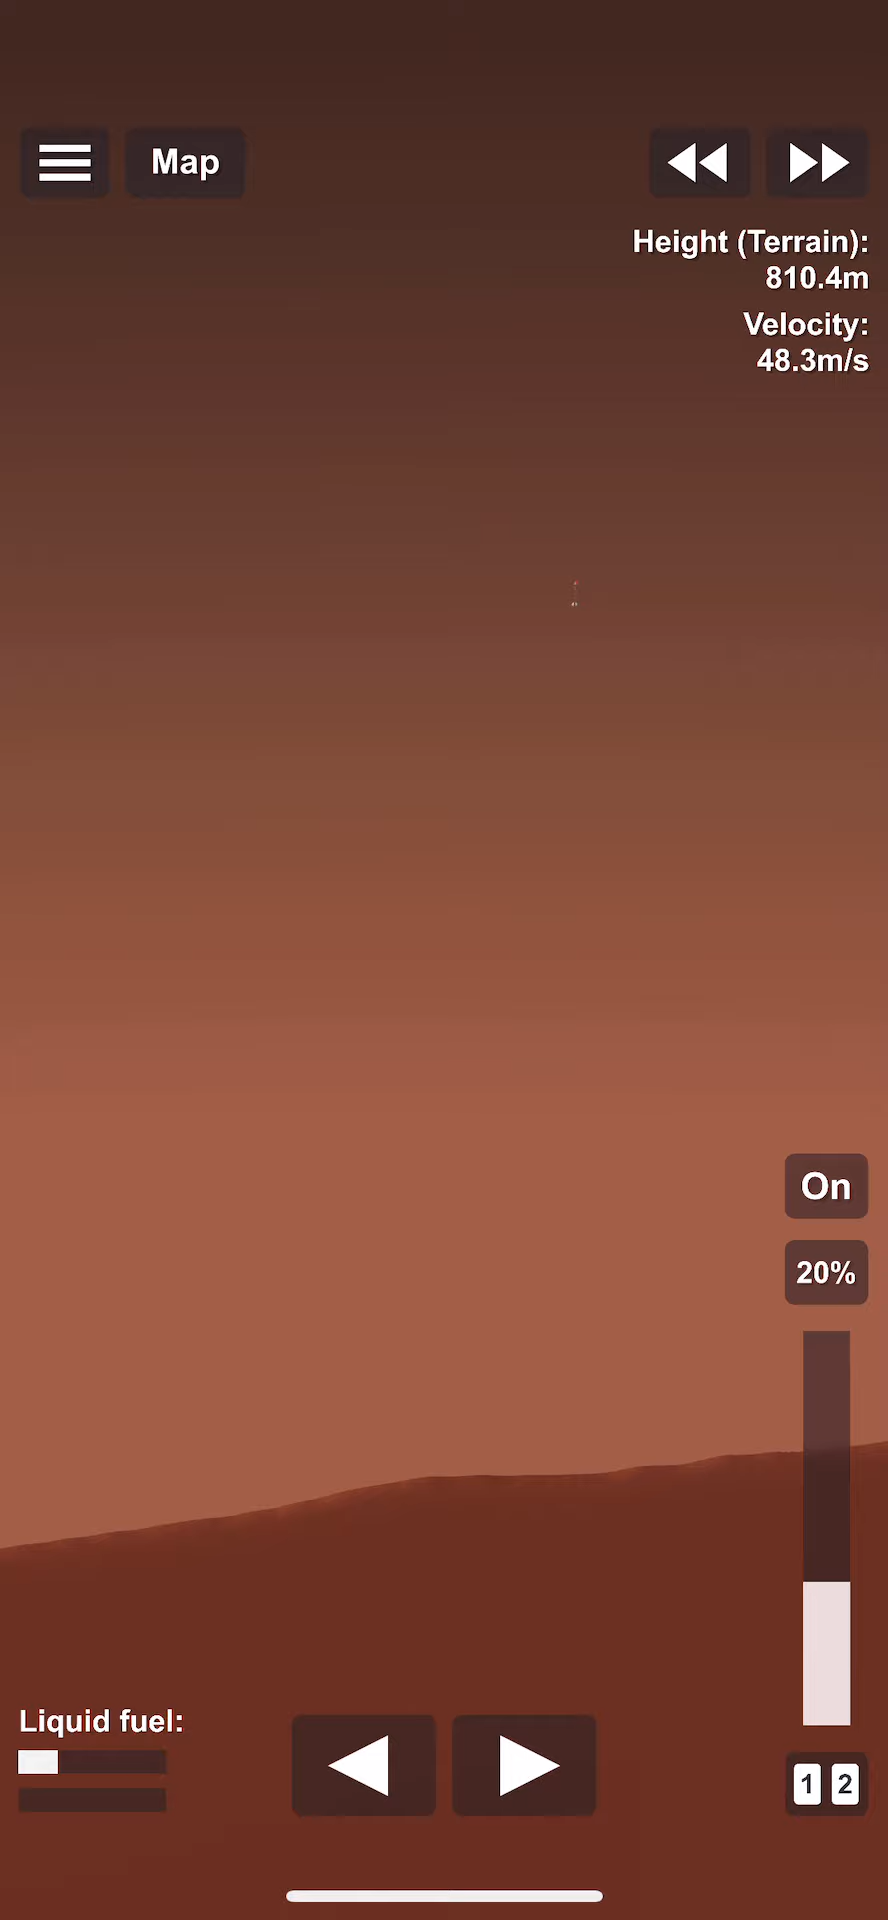 Map
Height (Terrain):
810.4m
Velocity:
48.3m/s
On
20%
Liquid fuel:
1 2